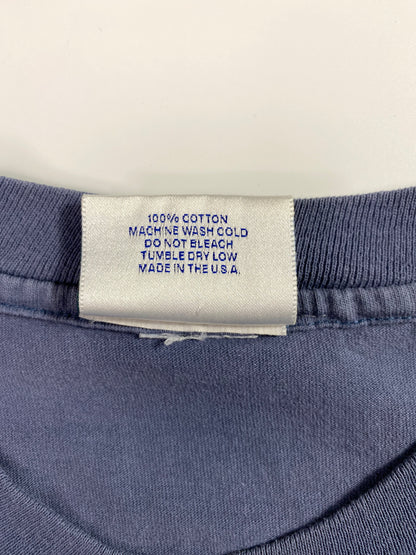 100% COTTON
MACHINE WASH COLD
DO NOT BLEACH
TUMBLE DRY LOW
MADE IN THE U.S.A.